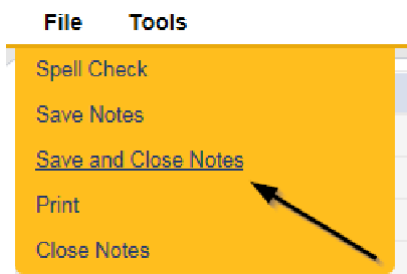 File Tools
Spell Check
Save Notes
Save and Close Notes
Print
Close Notes